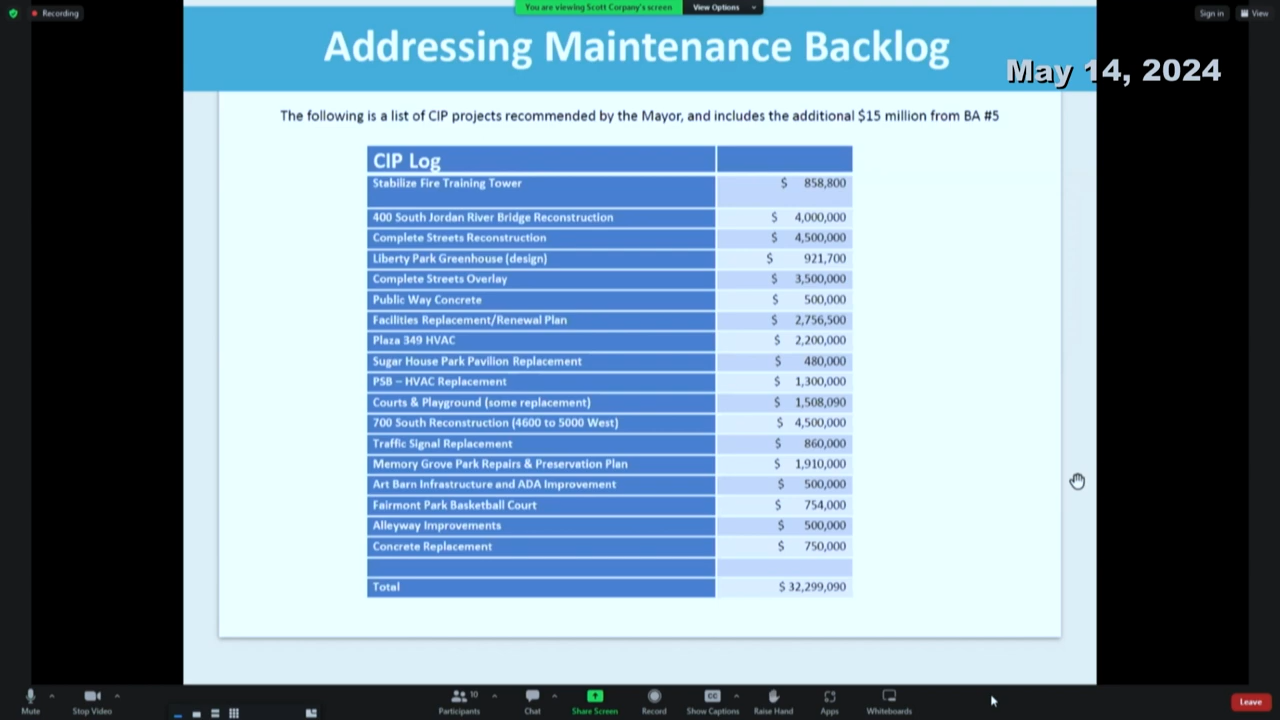 Recording
You are viewing Scott Corpany's screen
View Options
Sign in
View
Addressing Maintenance Backlog
May 14, 2024
The following is a list of CIP projects recommended by the Mayor, and includes the additional $15 million from BA #5
CIP Log
Stabilize Fire Training Tower $ 858,800
400 South Jordan River Bridge Reconstruction $ 4,000,000
Complete Streets Reconstruction $ 4,500,000
Liberty Park Greenhouse (design) $ 921,700
Complete Streets Overlay $ 3,500,000
Public Way Concrete $ 500,000
Facilities Replacement/Renewal Plan $ 2,756,500
Plaza 349 HVAC $ 2,200,000
Sugar House Park Pavilion Replacement $ 480,000
PSB – HVAC Replacement $ 1,300,000
Courts & Playground (some replacement) $ 1,508,090
700 South Reconstruction (4600 to 5000 West) $ 4,500,000
Traffic Signal Replacement $ 860,000
Memory Grove Park Repairs & Preservation Plan $ 1,910,000
Art Barn Infrastructure and ADA Improvement $ 500,000
Fairmont Park Basketball Court $ 754,000
Alleyway Improvements $ 500,000
Concrete Replacement $ 750,000
Total $ 32,299,090
10
CC
Mute
Stop Video
Participants
Chat
Share Screen
Record
Show Captions
Raise Hand
Apps
Whiteboards
Leave